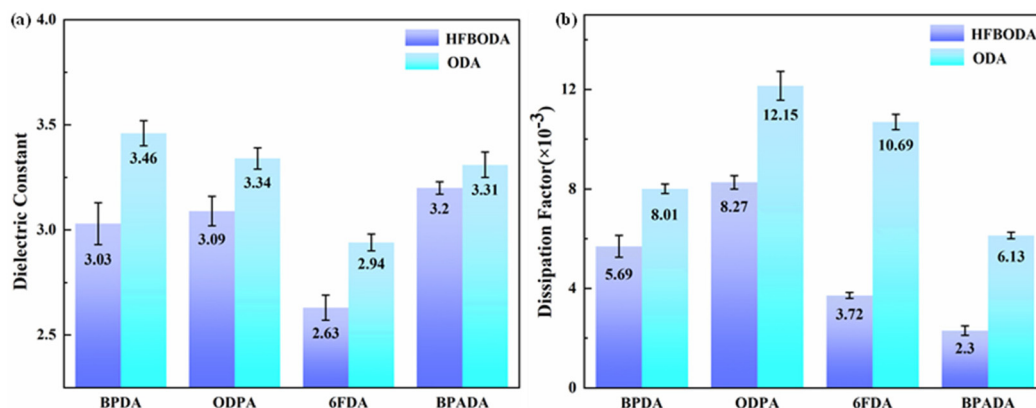 (a)
HFBODA
ODA
Dielectric Constant
4.0
3.5
3.0
2.5
3.03
3.46
3.09
3.34
2.63
2.94
3.2
3.31
BPDA ODPA 6FDA BPADA
(b)
HFBODA
ODA
Dissipation Factor(×10⁻³)
12
8
4
0
5.69
8.01
8.27
12.15
3.72
10.69
2.3
6.13
BPDA ODPA 6FDA BPADA